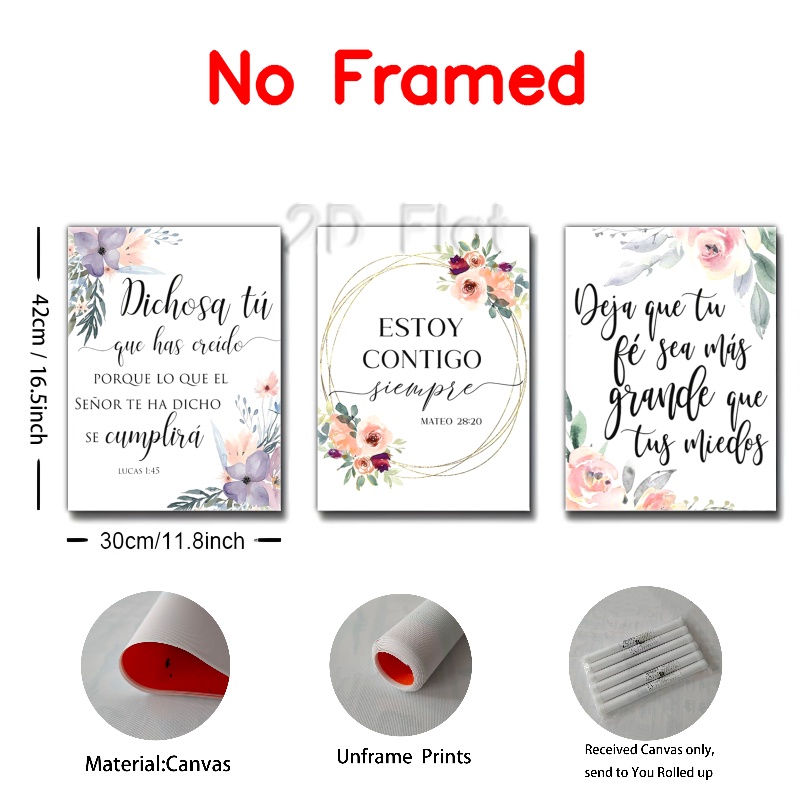 No Framed
2D Flat
42cm / 16.5inch
Dichosa tú
que has creído
PORQUE LO QUE EL
SEÑOR TE HA DICHO
SE cumplirá
LUCAS 1:45
ESTOY
CONTIGO
siempre
MATEO 28:20
Deja que tu
fé sea más
grande que
tus miedos
30cm/11.8inch
Material:Canvas
Unframe Prints
Received Canvas only,
send to You Rolled up